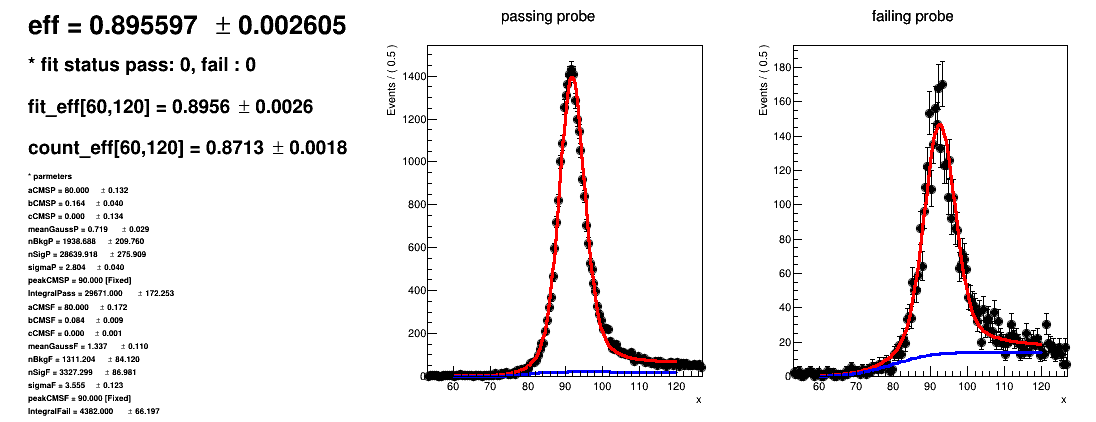 eff = 0.895597 ± 0.002605
* fit status pass: 0, fail : 0
fit_eff[60,120] = 0.8956 ± 0.0026
count_eff[60,120] = 0.8713 ± 0.0018
* parmeters
aCMSP = 80.000 ± 0.132
bCMSP = 0.164 ± 0.040
cCMSP = 0.000 ± 0.134
meanGaussP = 0.719 ± 0.029
nBkgP = 1938.688 ± 209.760
nSigP = 28639.918 ± 275.909
sigmaP = 2.804 ± 0.040
peakCMSP = 90.000 [Fixed]
IntegralPass = 29671.000 ± 172.253
aCMSF = 80.000 ± 0.172
bCMSF = 0.084 ± 0.009
cCMSF = 0.000 ± 0.001
meanGaussF = 1.337 ± 0.110
nBkgF = 1311.204 ± 84.120
nSigF = 3327.299 ± 86.981
sigmaF = 3.555 ± 0.123
peakCMSF = 90.000 [Fixed]
IntegralFail = 4382.000 ± 66.197
passing probe
Events / ( 0.5 )
1400
1200
1000
800
600
400
200
0
60 70 80 90 100 110 120
x
failing probe
Events / ( 0.5 )
180
160
140
120
100
80
60
40
20
0
60 70 80 90 100 110 120
x